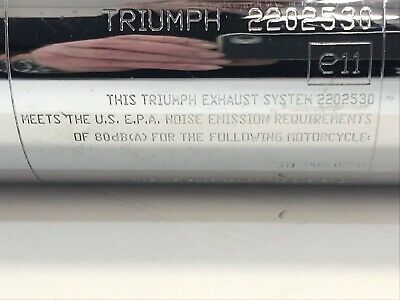 TRIUMPH 2202530
e11
THIS TRIUMPH EXHAUST SYSTEM 2202530
MEETS THE U.S. E.P.A. NOISE EMISSION REQUIREMENTS
OF 80dB(A) FOR THE FOLLOWING MOTORCYCLE: